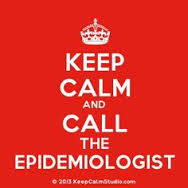 KEEP
CALM
AND
CALL
THE
EPIDEMIOLOGIST
© 2013 KeepCalmStudio.com